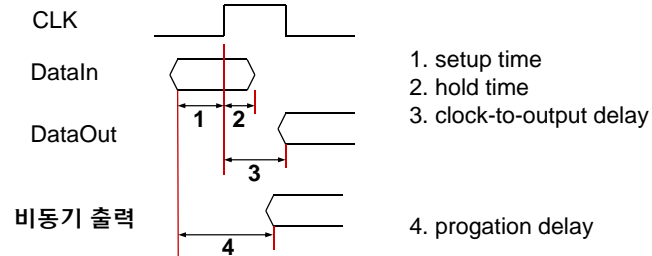 CLK
DataIn
1
2
DataOut
3
비동기 출력
4
1. setup time
2. hold time
3. clock-to-output delay
4. progation delay